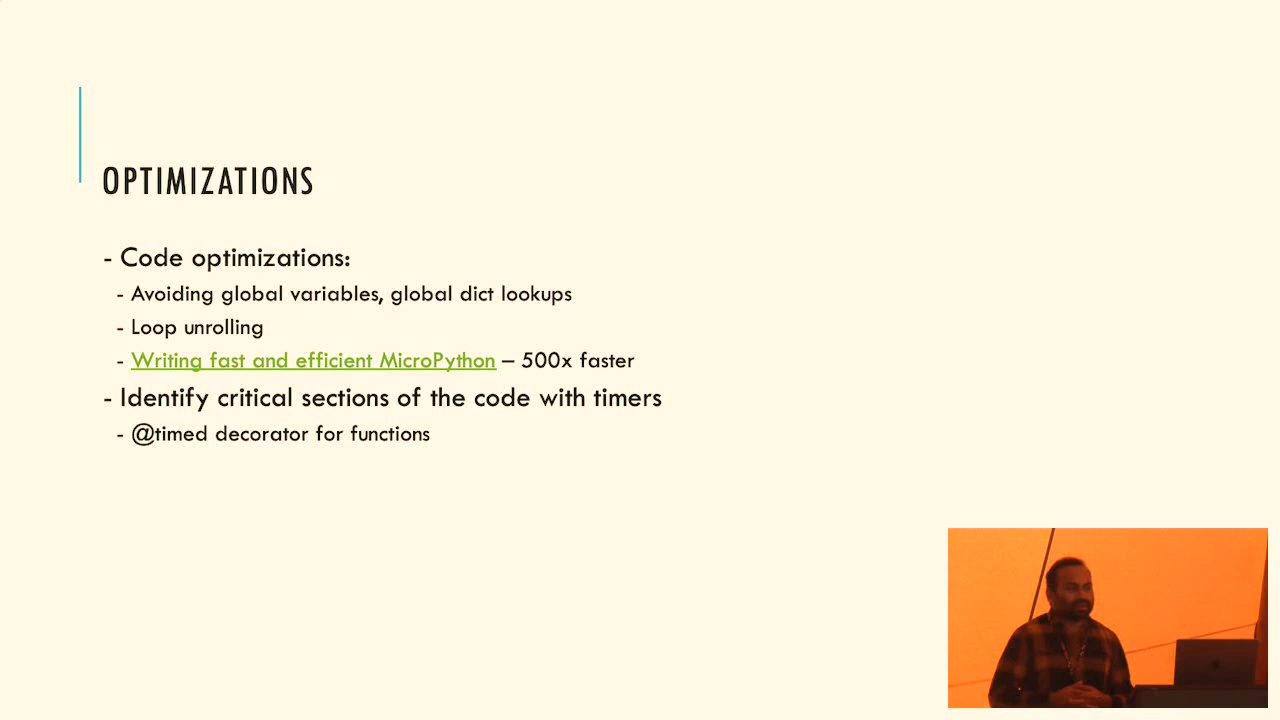 OPTIMIZATIONS
- Code optimizations:
- Avoiding global variables, global dict lookups
- Loop unrolling
- Writing fast and efficient MicroPython – 500x faster
- Identify critical sections of the code with timers
- @timed decorator for functions